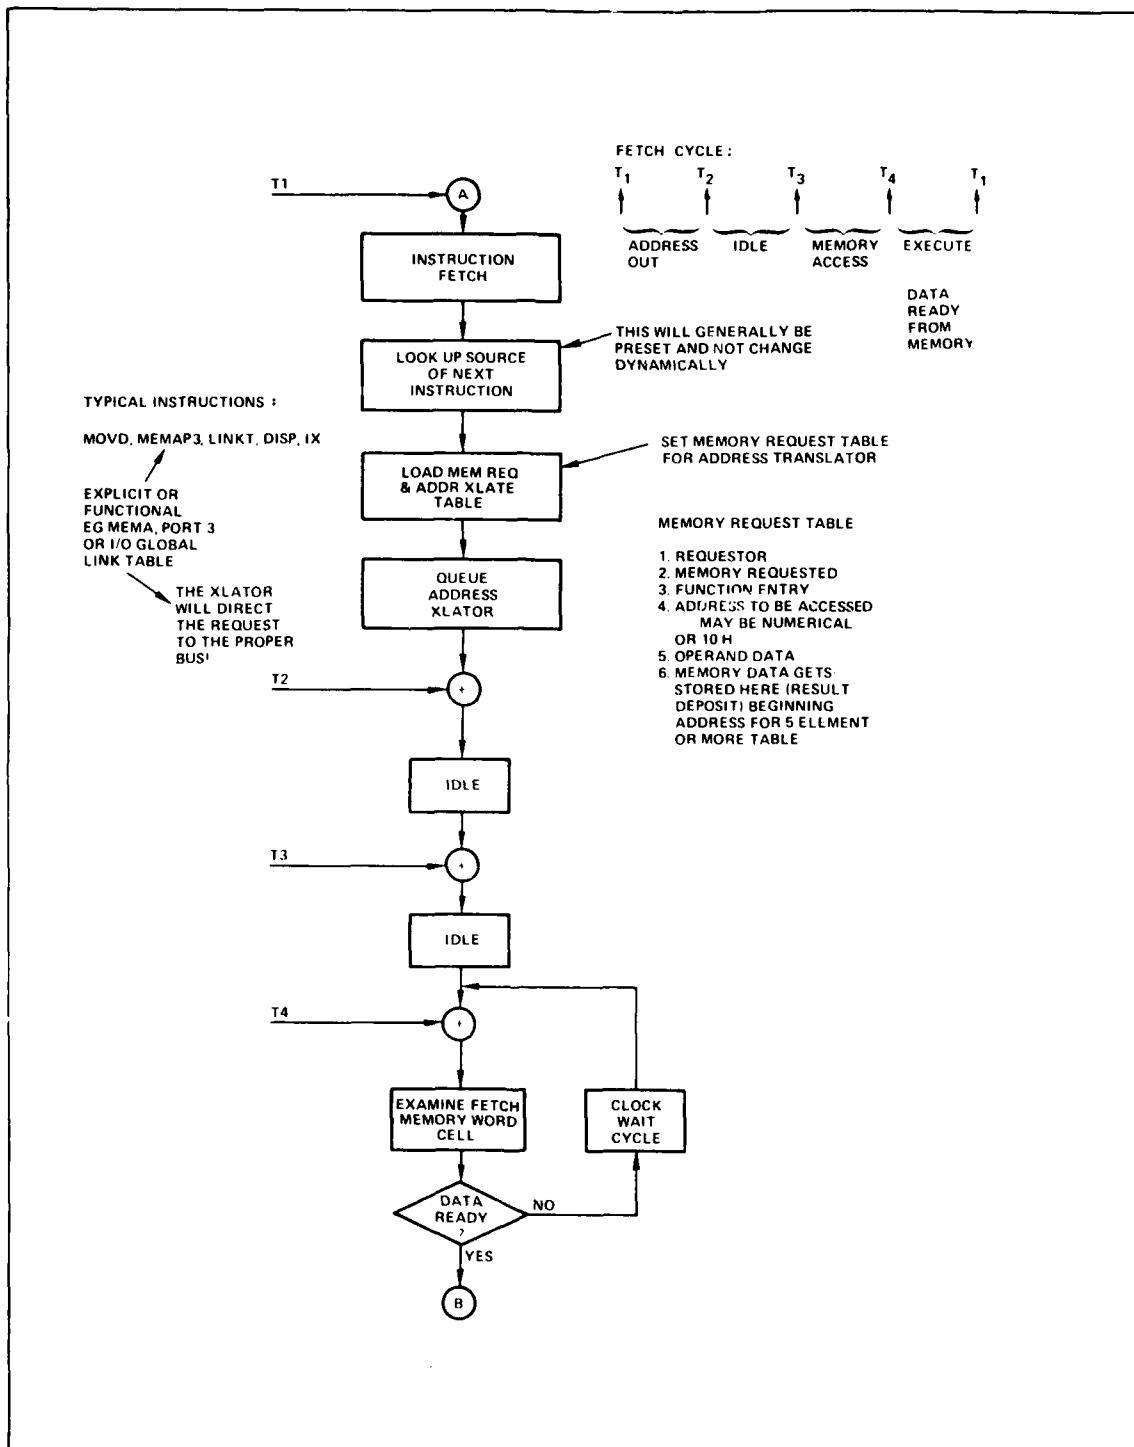 FETCH CYCLE :
T1 T2 T3 T4 T1
ADDRESS OUT
IDLE
MEMORY ACCESS
EXECUTE
DATA
READY
FROM
MEMORY
T1
A
INSTRUCTION
FETCH
LOOK UP SOURCE
OF NEXT
INSTRUCTION
THIS WILL GENERALLY BE
PRESET AND NOT CHANGE
DYNAMICALLY
TYPICAL INSTRUCTIONS :
MOVD, MEMAP3, LINKT, DISP, IX
EXPLICIT OR
FUNCTIONAL
EG MEMA, PORT 3
OR I/O GLOBAL
LINK TABLE
THE XLATOR
WILL DIRECT
THE REQUEST
TO THE PROPER
BUS!
LOAD MEM REQ
& ADDR XLATE
TABLE
SET MEMORY REQUEST TABLE
FOR ADDRESS TRANSLATOR
QUEUE
ADDRESS
XLATOR
MEMORY REQUEST TABLE
1. REQUESTOR
2. MEMORY REQUESTED
3. FUNCTION ENTRY
4. ADDRESS TO BE ACCESSED
MAY BE NUMERICAL
OR 10 H
5. OPERAND DATA
6. MEMORY DATA GETS
STORED HERE (RESULT
DEPOSIT) BEGINNING
ADDRESS FOR 5 ELEMENT
OR MORE TABLE
T2
+
IDLE
T3
+
IDLE
T4
+
EXAMINE FETCH
MEMORY WORD
CELL
CLOCK
WAIT
CYCLE
DATA
READY
?
NO
YES
B